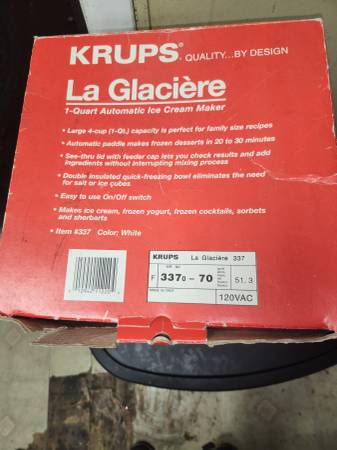 KRUPS® QUALITY...BY DESIGN
La Glacière
1-Quart Automatic Ice Cream Maker
• Large 4-cup (1-Qt.) capacity is perfect for family size recipes
• Automatic paddle makes frozen desserts in 20 to 30 minutes
• See-thru lid with feeder cap lets you check results and add
ingredients without interrupting mixing process
• Double insulated quick-freezing bowl eliminates the need
for salt or ice cubes
• Easy to use On/Off switch
• Makes ice cream, frozen yogurt, frozen cocktails, sorbets
and sherberts
• Item #337 Color: White
KRUPS La Glacière 337
F 3370 - 70 51.3
120VAC